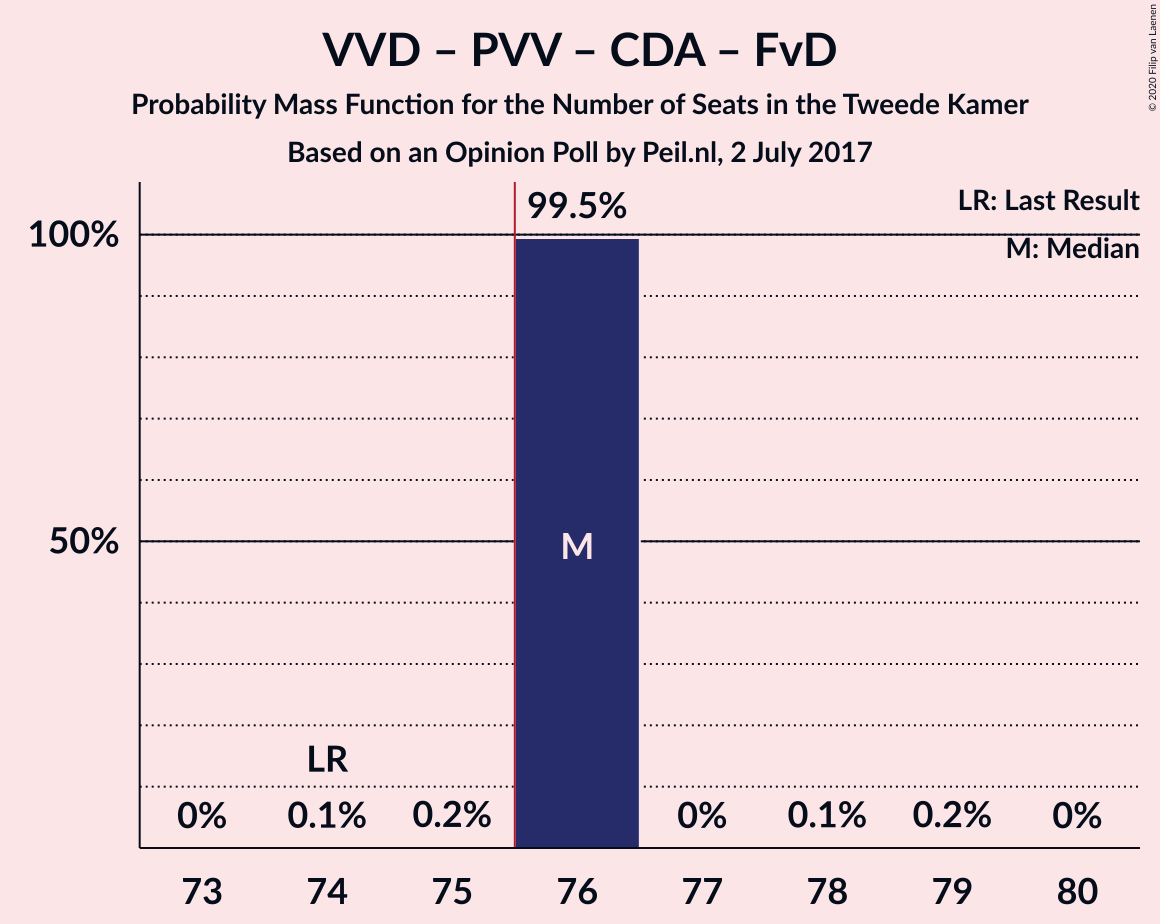 VVD – PVV – CDA – FvD
Probability Mass Function for the Number of Seats in the Tweede Kamer
Based on an Opinion Poll by Peil.nl, 2 July 2017
© 2020 Filip van Laenen
LR: Last Result
M: Median
99.5%
100%
50%
M
LR
0% 0.1% 0.2% 0% 0.1% 0.2% 0%
73 74 75 76 77 78 79 80